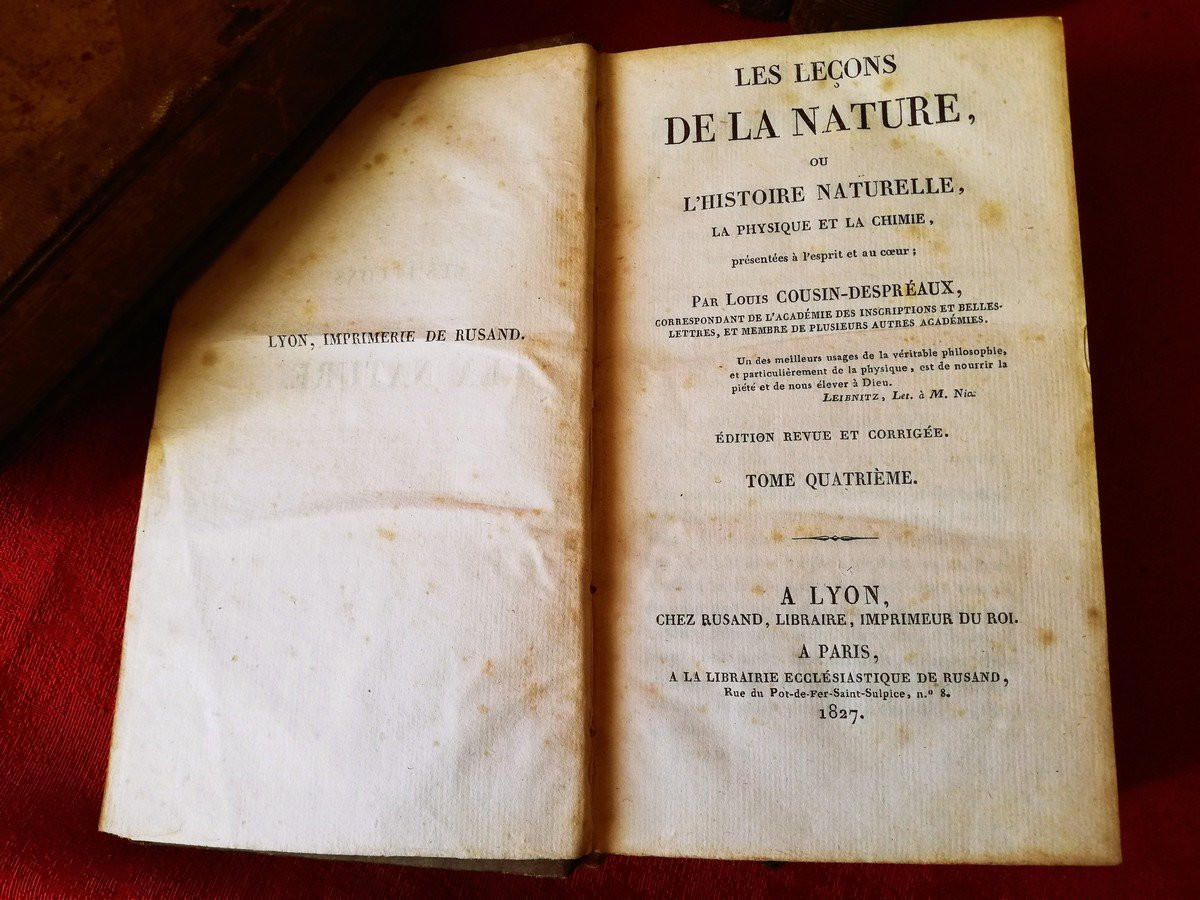 LYON, IMPRIMERIE DE RUSAND.
LES LEÇONS
DE LA NATURE,
OU
L'HISTOIRE NATURELLE,
LA PHYSIQUE ET LA CHIMIE,
présentées à l'esprit et au cœur;
PAR LOUIS COUSIN-DESPRÉAUX,
CORRESPONDANT DE L'ACADÉMIE DES INSCRIPTIONS ET BELLES-
LETTRES, ET MEMBRE DE PLUSIEURS AUTRES ACADÉMIES.
Un des meilleurs usages de la véritable philosophie,
et particulièrement de la physique, est de nourrir la
piété et de nous élever à Dieu.
LEIBNITZ, Let. à M. Nic.
ÉDITION REVUE ET CORRIGÉE.
TOME QUATRIÈME.
A LYON,
CHEZ RUSAND, LIBRAIRE, IMPRIMEUR DU ROI.
A PARIS,
A LA LIBRAIRIE ECCLÉSIASTIQUE DE RUSAND,
Rue du Pot-de-Fer-Saint-Sulpice, n.º 8.
1827.